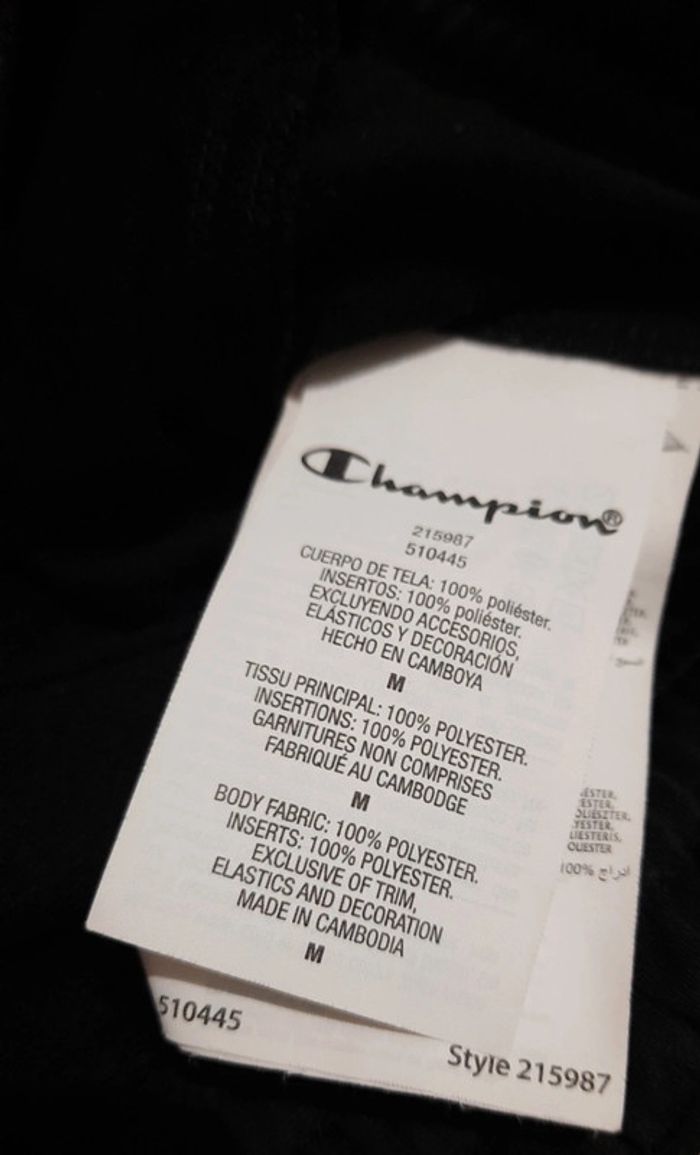 Champion®
215987
510445
CUERPO DE TELA: 100% poliéster.
INSERTOS: 100% poliéster.
EXCLUYENDO ACCESORIOS,
ELÁSTICOS Y DECORACIÓN
HECHO EN CAMBOYA
M
TISSU PRINCIPAL: 100% POLYESTER.
INSERTIONS: 100% POLYESTER.
GARNITURES NON COMPRISES
FABRIQUÉ AU CAMBODGE
M
BODY FABRIC: 100% POLYESTER.
INSERTS: 100% POLYESTER.
EXCLUSIVE OF TRIM,
ELASTICS AND DECORATION
MADE IN CAMBODIA
M
100%
510445
Style 215987